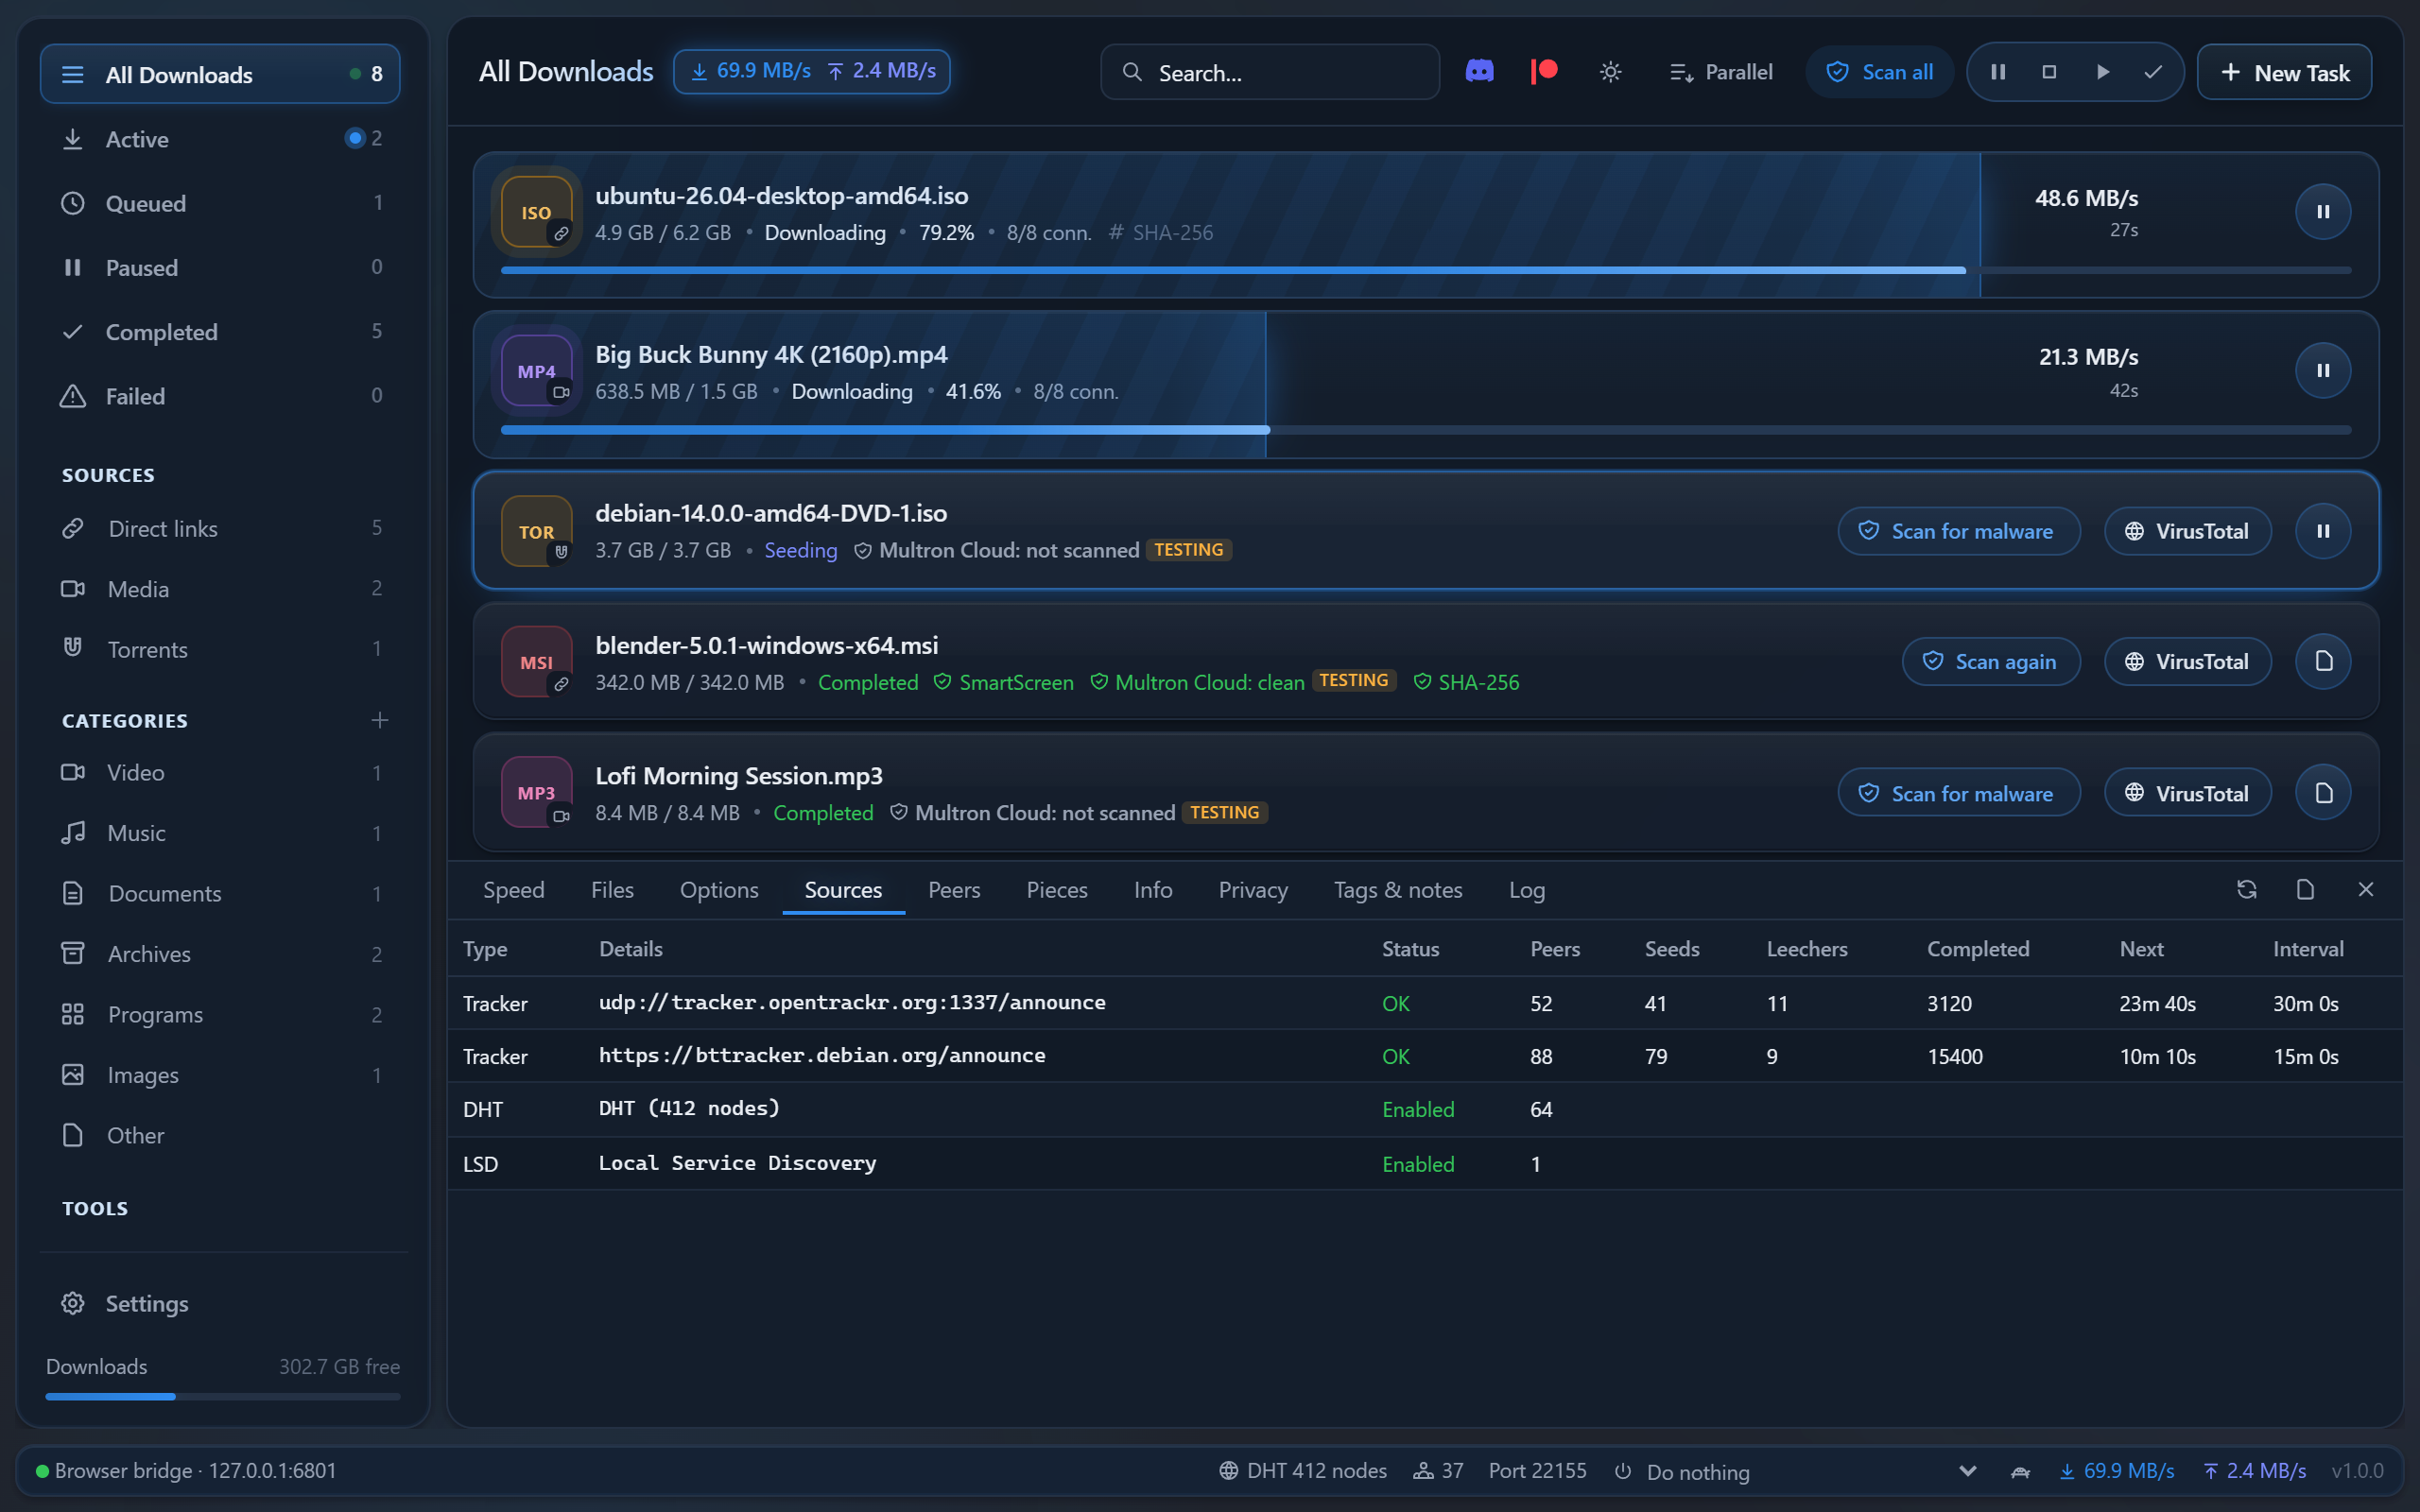 All Downloads 8
Active 2
Queued 1
Paused 0
Completed 5
Failed 0
SOURCES
Direct links 5
Media 2
Torrents 1
CATEGORIES
Video 1
Music 1
Documents 1
Archives 2
Programs 2
Images 1
Other
TOOLS
Settings
Downloads 302.7 GB free
All Downloads 69.9 MB/s 2.4 MB/s Search... Parallel Scan all New Task
ISO
ubuntu-26.04-desktop-amd64.iso
4.9 GB / 6.2 GB • Downloading • 79.2% • 8/8 conn. # SHA-256
48.6 MB/s
27s
MP4
Big Buck Bunny 4K (2160p).mp4
638.5 MB / 1.5 GB • Downloading • 41.6% • 8/8 conn.
21.3 MB/s
42s
TOR
debian-14.0.0-amd64-DVD-1.iso
3.7 GB / 3.7 GB • Seeding Multron Cloud: not scanned TESTING
Scan for malware VirusTotal
MSI
blender-5.0.1-windows-x64.msi
342.0 MB / 342.0 MB • Completed SmartScreen Multron Cloud: clean TESTING SHA-256
Scan again VirusTotal
MP3
Lofi Morning Session.mp3
8.4 MB / 8.4 MB • Completed Multron Cloud: not scanned TESTING
Scan for malware VirusTotal
Speed Files Options Sources Peers Pieces Info Privacy Tags & notes Log
Type Details Status Peers Seeds Leechers Completed Next Interval
Tracker udp://tracker.opentrackr.org:1337/announce OK 52 41 11 3120 23m 40s 30m 0s
Tracker https://bttracker.debian.org/announce OK 88 79 9 15400 10m 10s 15m 0s
DHT DHT (412 nodes) Enabled 64
LSD Local Service Discovery Enabled 1
Browser bridge · 127.0.0.1:6801 DHT 412 nodes 37 Port 22155 Do nothing 69.9 MB/s 2.4 MB/s v1.0.0